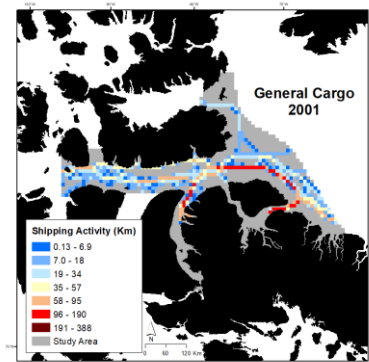 General Cargo
2001
Shipping Activity (Km)
0.13 - 6.9
7.0 - 18
19 - 34
35 - 57
58 - 95
96 - 190
191 - 388
Study Area
N
0 60 120 Km